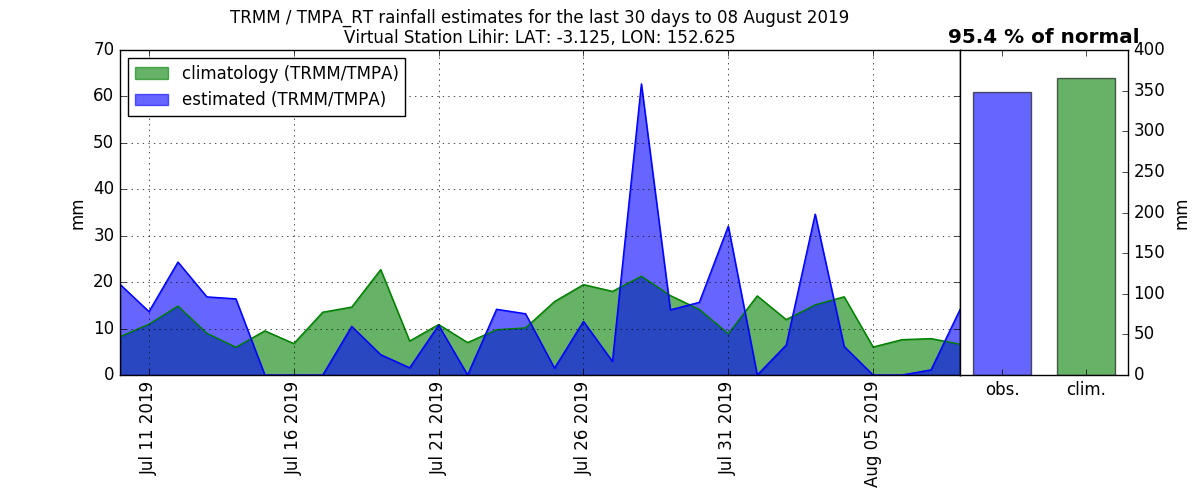 TRMM / TMPA_RT rainfall estimates for the last 30 days to 08 August 2019
Virtual Station Lihir: LAT: -3.125, LON: 152.625
95.4 % of normal
climatology (TRMM/TMPA)
estimated (TRMM/TMPA)
70
60
50
40
30
20
10
0
mm
Jul 11 2019
Jul 16 2019
Jul 21 2019
Jul 26 2019
Jul 31 2019
Aug 05 2019
obs.
clim.
400
350
300
250
200
150
100
50
0
mm